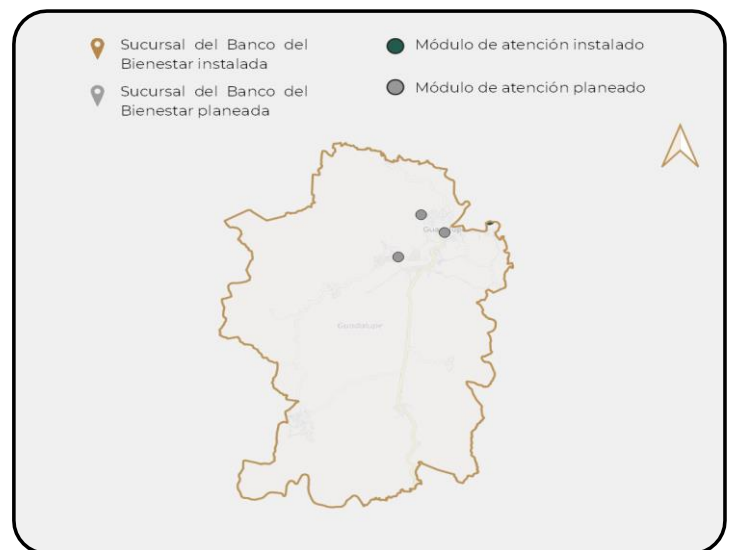 Sucursal del Banco del
Bienestar instalada
Módulo de atención instalado
Sucursal del Banco del
Bienestar planeada
Módulo de atención planeado
Guadalupe